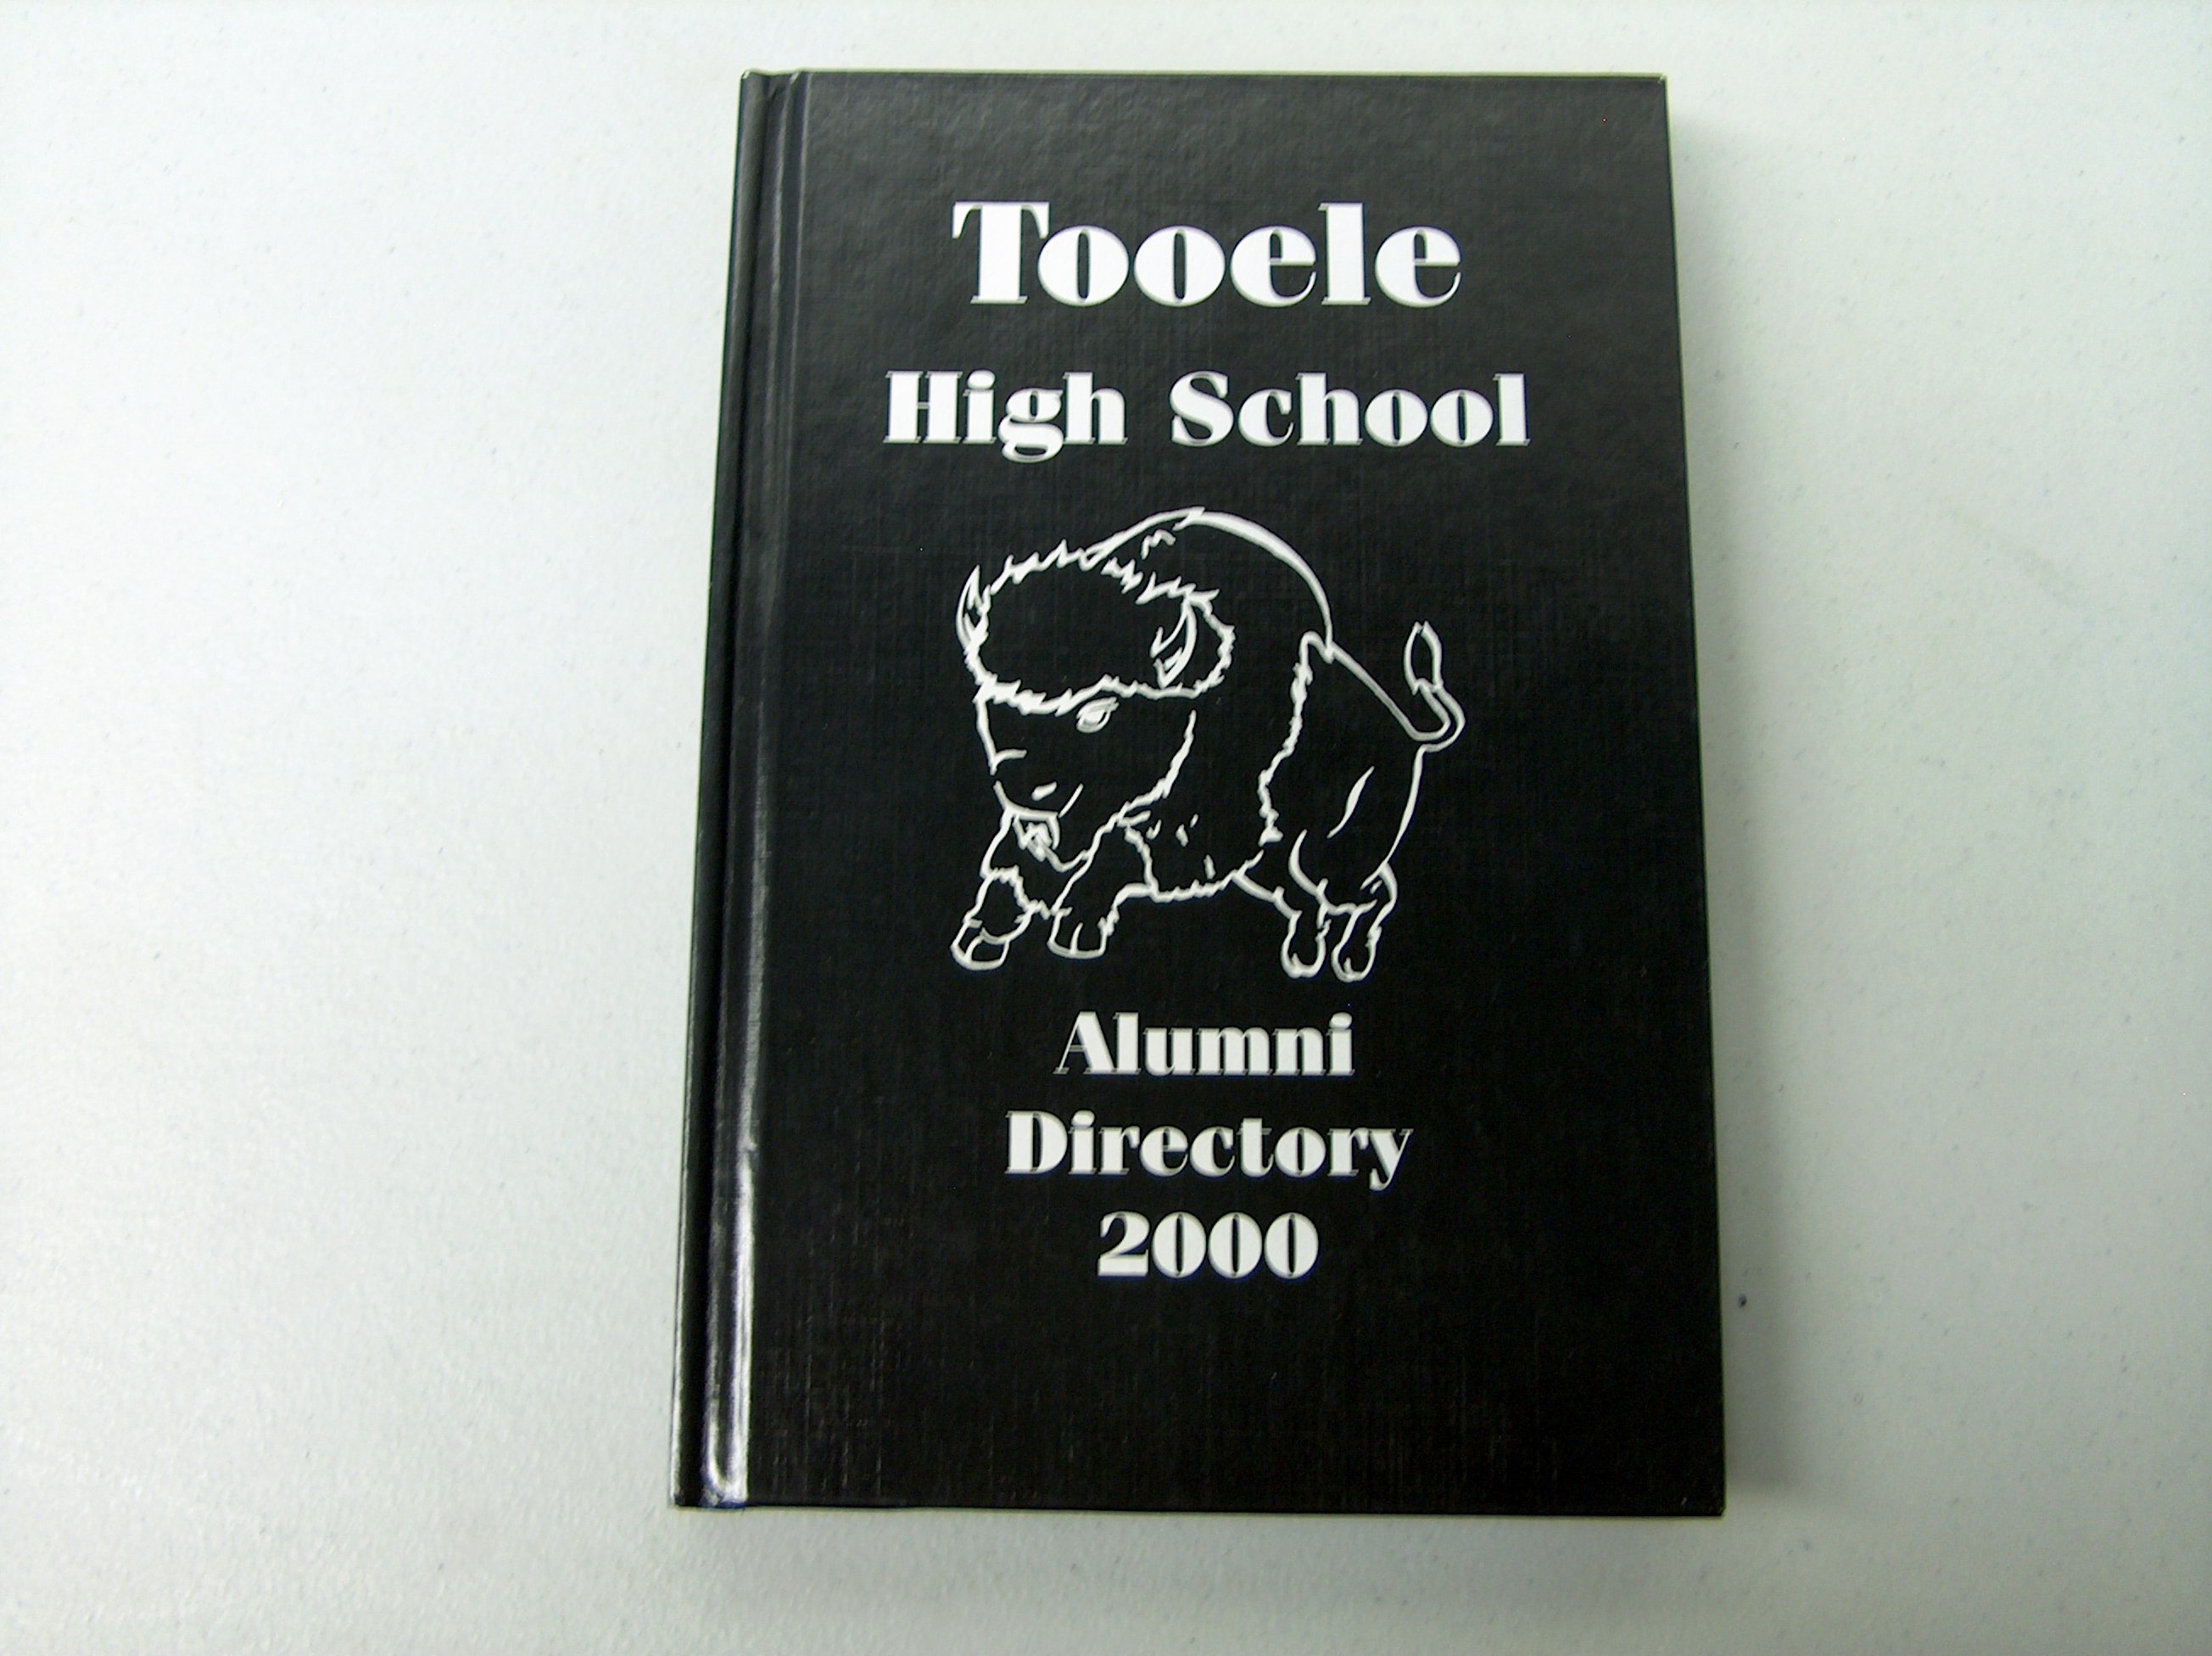 Tooele
High School
Alumni
Directory
2000